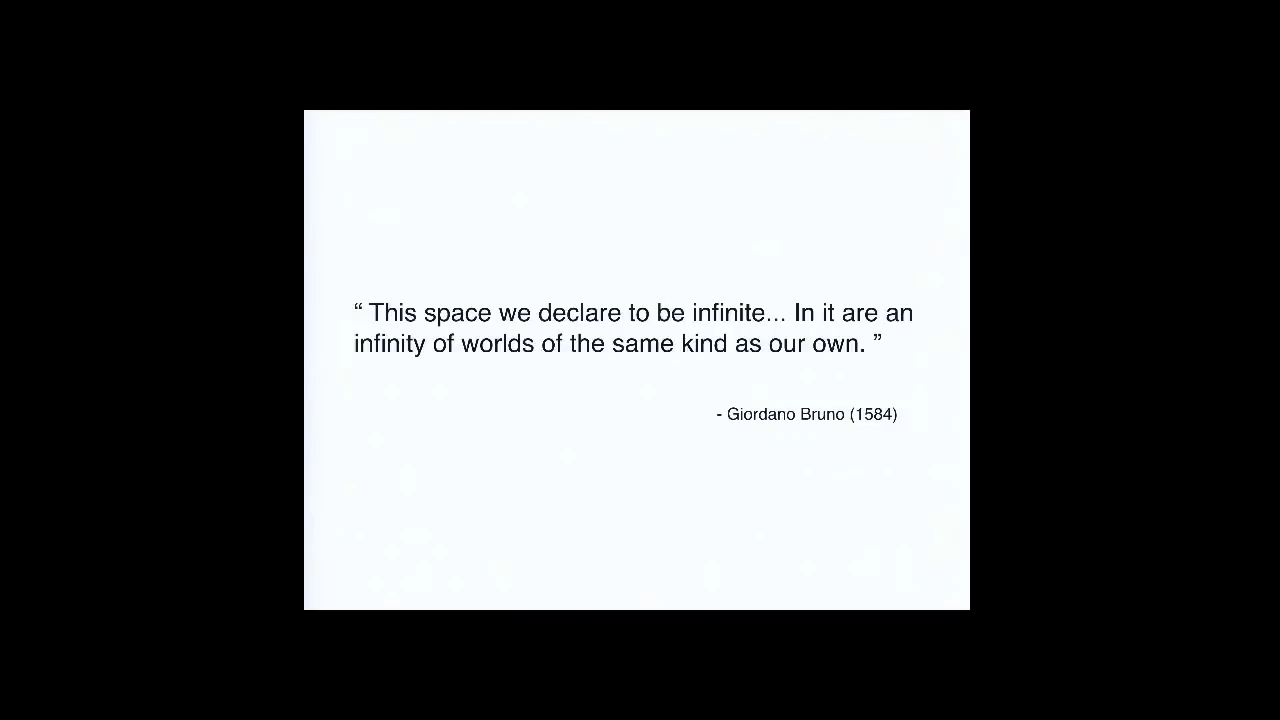 “ This space we declare to be infinite... In it are an
infinity of worlds of the same kind as our own. ”
- Giordano Bruno (1584)